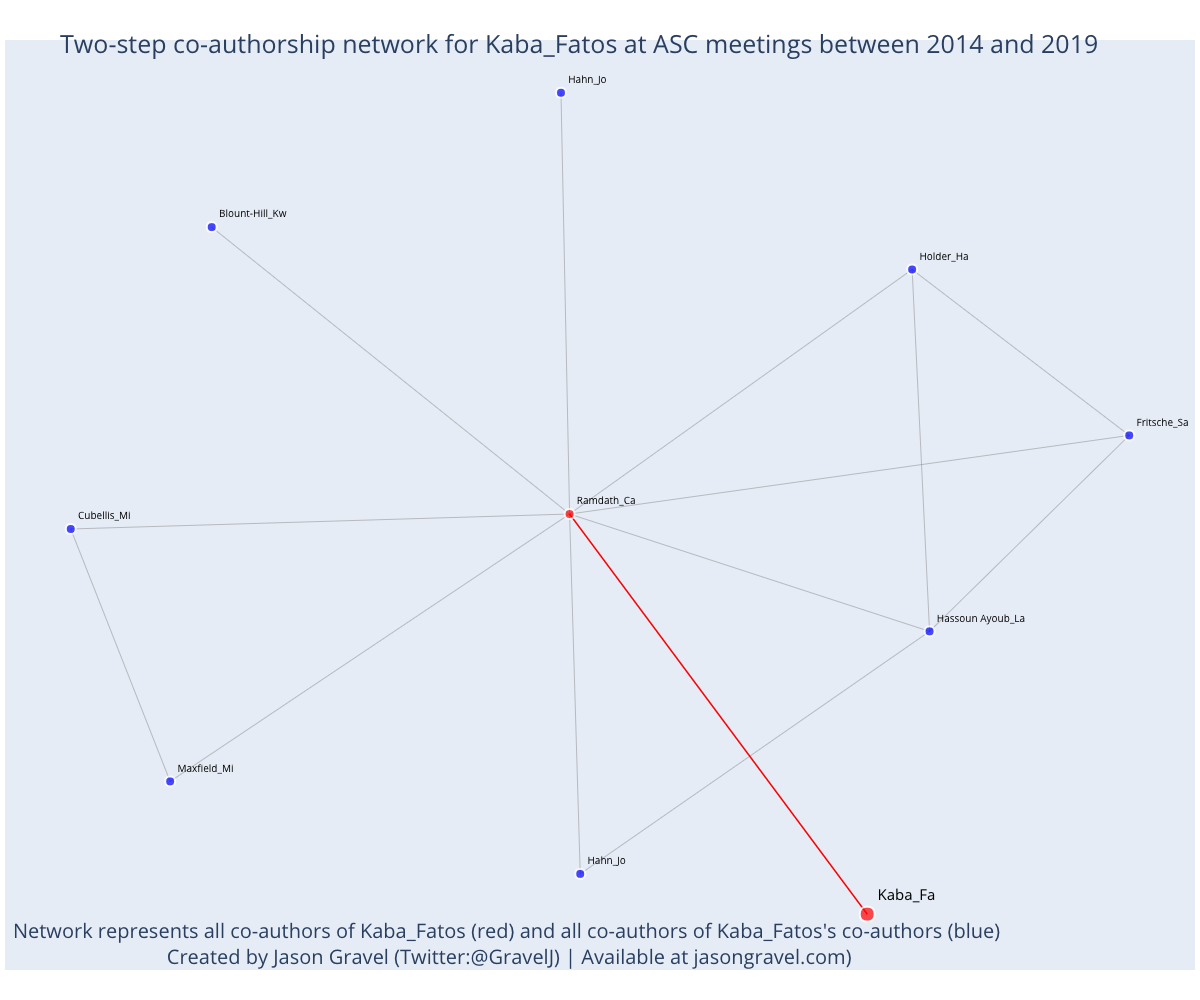 Two-step co-authorship network for Kaba_Fatos at ASC meetings between 2014 and 2019
Hahn_Jo
Blount-Hill_Kw
Holder_Ha
Fritsche_Sa
Ramdath_Ca
Cubellis_Mi
Hassoun Ayoub_La
Maxfield_Mi
Hahn_Jo
Kaba_Fa
Network represents all co-authors of Kaba_Fatos (red) and all co-authors of Kaba_Fatos's co-authors (blue)
Created by Jason Gravel (Twitter:@GravelJ) | Available at jasongravel.com)